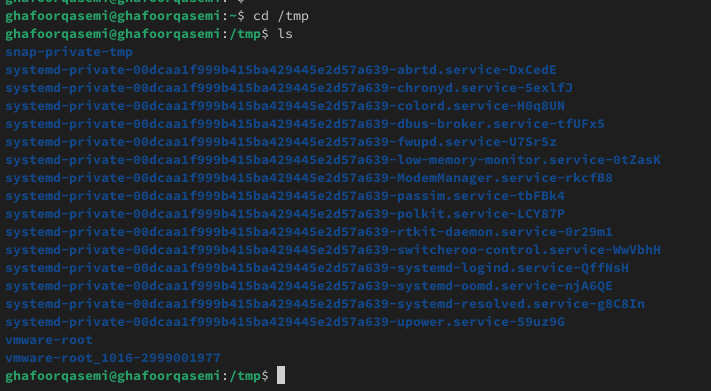 ghafoorqasemi@ghafoorqasemi:~$ cd /tmp
ghafoorqasemi@ghafoorqasemi:/tmp$ ls
snap-private-tmp
systemd-private-00dcaa1f999b415ba429445e2d57a639-abrtd.service-DxCedE
systemd-private-00dcaa1f999b415ba429445e2d57a639-chronyd.service-5exlfJ
systemd-private-00dcaa1f999b415ba429445e2d57a639-colord.service-H0q8UN
systemd-private-00dcaa1f999b415ba429445e2d57a639-dbus-broker.service-tfUFx5
systemd-private-00dcaa1f999b415ba429445e2d57a639-fwupd.service-U7Sr5z
systemd-private-00dcaa1f999b415ba429445e2d57a639-low-memory-monitor.service-0tZasK
systemd-private-00dcaa1f999b415ba429445e2d57a639-ModemManager.service-rkcfB8
systemd-private-00dcaa1f999b415ba429445e2d57a639-passim.service-tbFBk4
systemd-private-00dcaa1f999b415ba429445e2d57a639-polkit.service-LCY87P
systemd-private-00dcaa1f999b415ba429445e2d57a639-rtkit-daemon.service-0r29m1
systemd-private-00dcaa1f999b415ba429445e2d57a639-switcheroo-control.service-WwVbhH
systemd-private-00dcaa1f999b415ba429445e2d57a639-systemd-logind.service-QffNsH
systemd-private-00dcaa1f999b415ba429445e2d57a639-systemd-oomd.service-njA6QE
systemd-private-00dcaa1f999b415ba429445e2d57a639-systemd-resolved.service-g8C8In
systemd-private-00dcaa1f999b415ba429445e2d57a639-upower.service-59uz9G
vmware-root
vmware-root_1016-2999001977
ghafoorqasemi@ghafoorqasemi:/tmp$